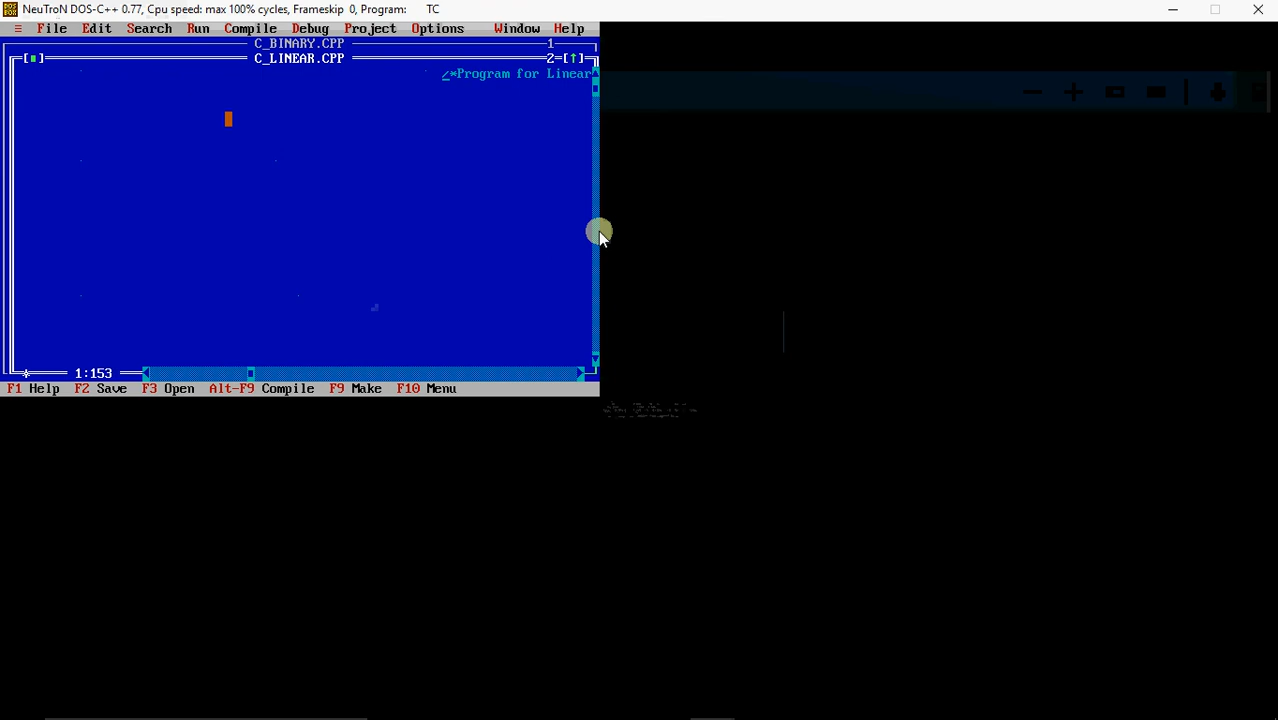 NeuTroN DOS-C++ 0.77, Cpu speed: max 100% cycles, Frameskip 0, Program: TC
≡ File Edit Search Run Compile Debug Project Options Window Help
C_BINARY.CPP 1
[■] C_LINEAR.CPP 2=[↑]
/*Program for Linear
* 1:153
F1 Help F2 Save F3 Open Alt-F9 Compile F9 Make F10 Menu